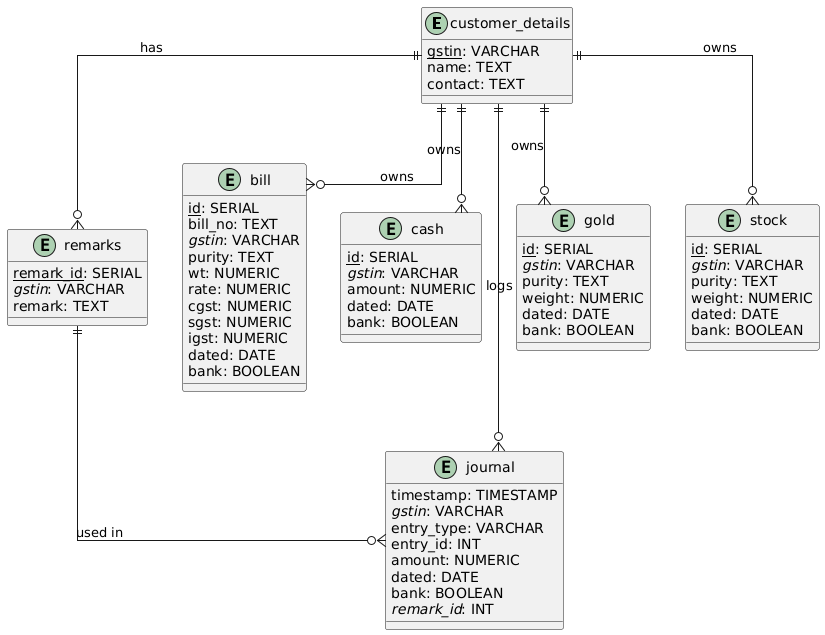 E customer_details
gstin: VARCHAR
name: TEXT
contact: TEXT
has
owns
owns
owns
owns
E bill
id: SERIAL
bill_no: TEXT
gstin: VARCHAR
purity: TEXT
wt: NUMERIC
rate: NUMERIC
cgst: NUMERIC
sgst: NUMERIC
igst: NUMERIC
dated: DATE
bank: BOOLEAN
E cash
id: SERIAL
gstin: VARCHAR
amount: NUMERIC
dated: DATE
bank: BOOLEAN
E gold
id: SERIAL
gstin: VARCHAR
purity: TEXT
weight: NUMERIC
dated: DATE
bank: BOOLEAN
E stock
id: SERIAL
gstin: VARCHAR
purity: TEXT
weight: NUMERIC
dated: DATE
bank: BOOLEAN
E remarks
remark_id: SERIAL
gstin: VARCHAR
remark: TEXT
logs
E journal
timestamp: TIMESTAMP
gstin: VARCHAR
entry_type: VARCHAR
entry_id: INT
amount: NUMERIC
dated: DATE
bank: BOOLEAN
remark_id: INT
used in